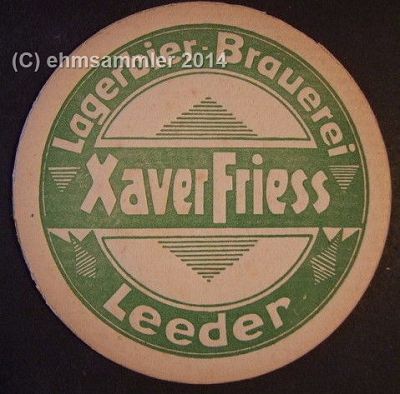 (C) ehmsammler 2014
Lagerbier-Brauerei
Xaver Friess
Leeder